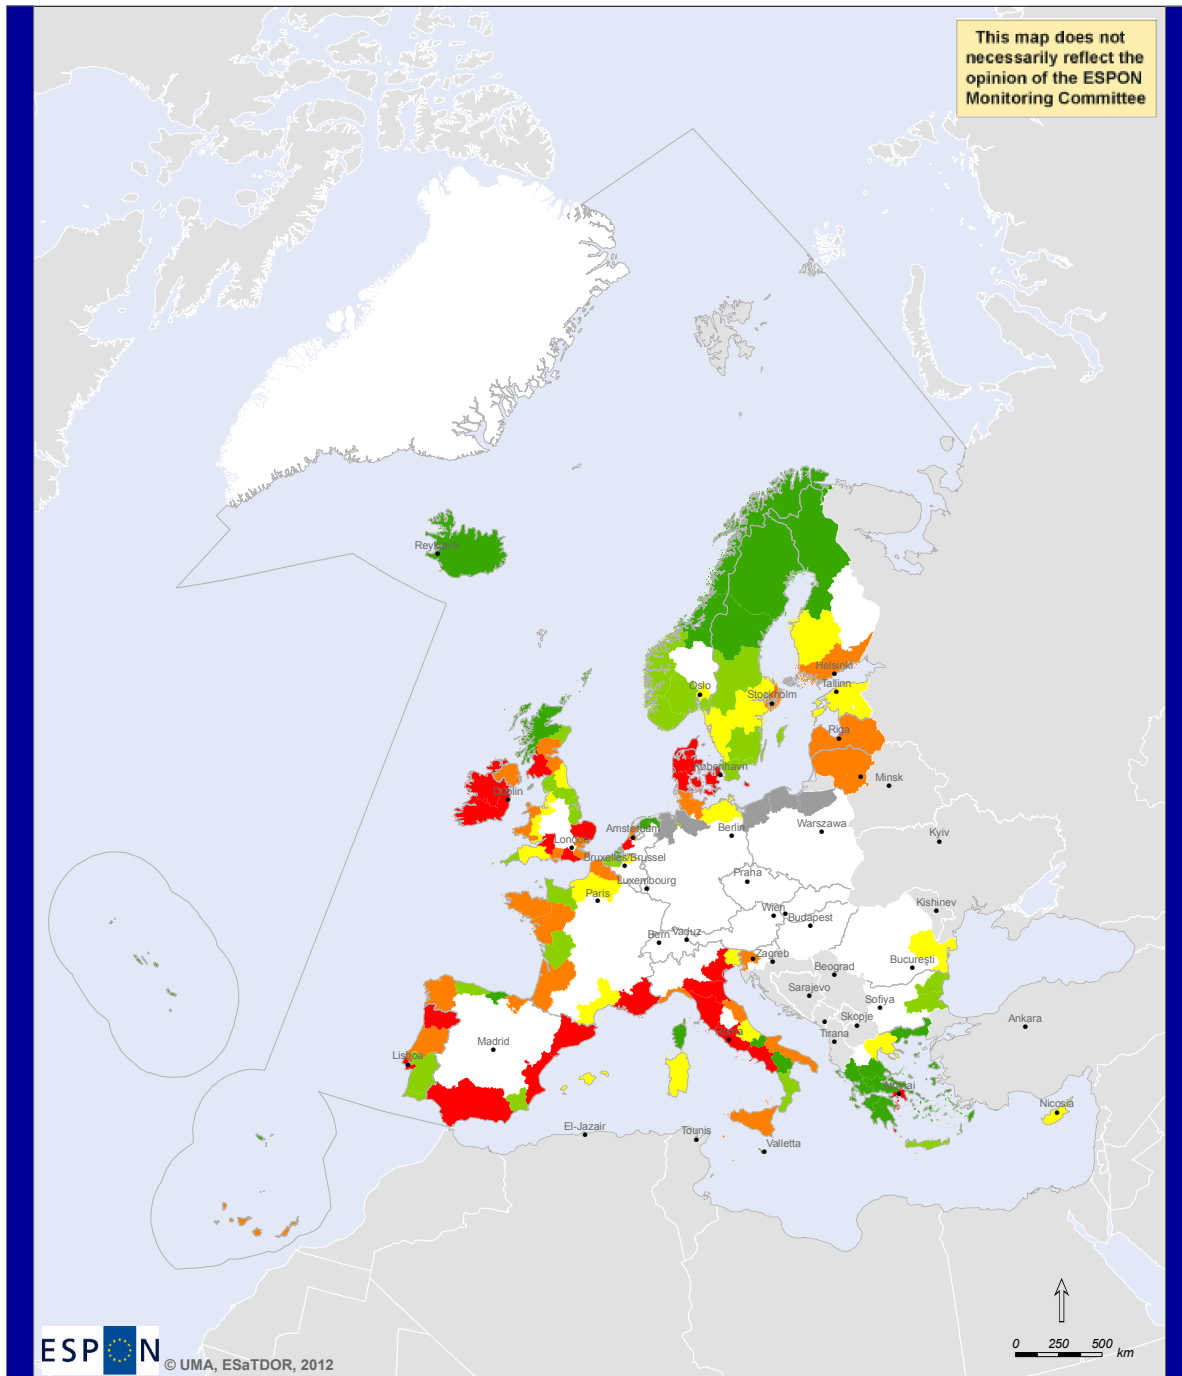 This map does not
necessarily reflect the
opinion of the ESPON
Monitoring Committee
Helsinki
Oslo
Tallinn
Stockholm
Riga
København
Minsk
Dublin
Warszawa
Amsterdam
Berlin
Kyiv
London
Bruxelles/Brussel
Praha
Luxembourg
Paris
Kishinev
Wien
Budapest
Bern
Vaduz
Zagreb
Bucureşti
Beograd
Sarajevo
Sofiya
Skopje
Ankara
Tirana
Madrid
Lisboa
Nicosia
El-Jazair
Tounis
Valletta
0 250 500
km
ESPON
© UMA, ESaTDOR, 2012